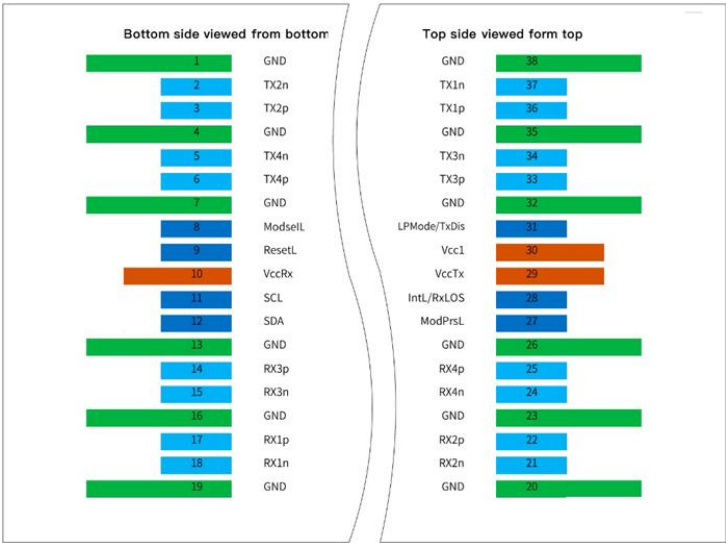 Bottom side viewed from bottom
1 GND
2 TX2n
3 TX2p
4 GND
5 TX4n
6 TX4p
7 GND
8 ModselL
9 ResetL
10 VccRx
11 SCL
12 SDA
13 GND
14 RX3p
15 RX3n
16 GND
17 RX1p
18 RX1n
19 GND
Top side viewed form top
GND 38
TX1n 37
TX1p 36
GND 35
TX3n 34
TX3p 33
GND 32
LPMode/TxDis 31
Vcc1 30
VccTx 29
IntL/RxLOS 28
ModPrsL 27
GND 26
RX4p 25
RX4n 24
GND 23
RX2p 22
RX2n 21
GND 20